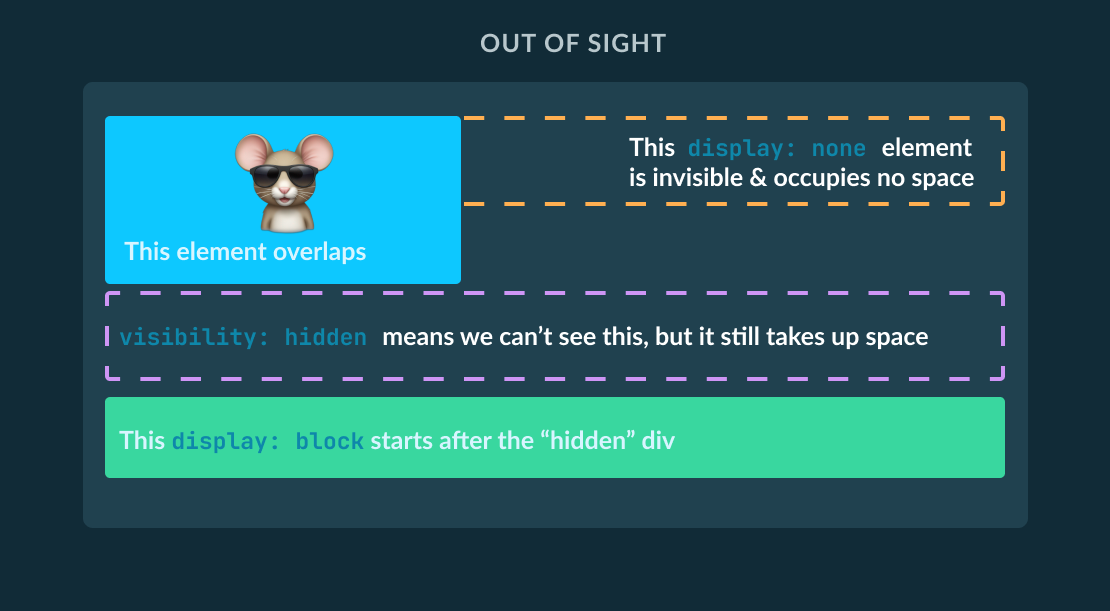 OUT OF SIGHT
This display: none element
is invisible & occupies no space
This element overlaps
visibility: hidden means we can’t see this, but it still takes up space
This display: block starts after the “hidden” div